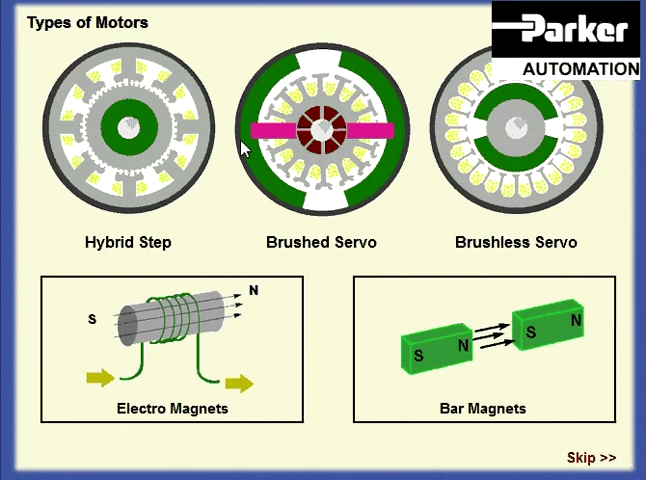 Types of Motors
Parker
AUTOMATION
Hybrid Step
Brushed Servo
Brushless Servo
S
N
Electro Magnets
S
N
S
N
Bar Magnets
Skip >>